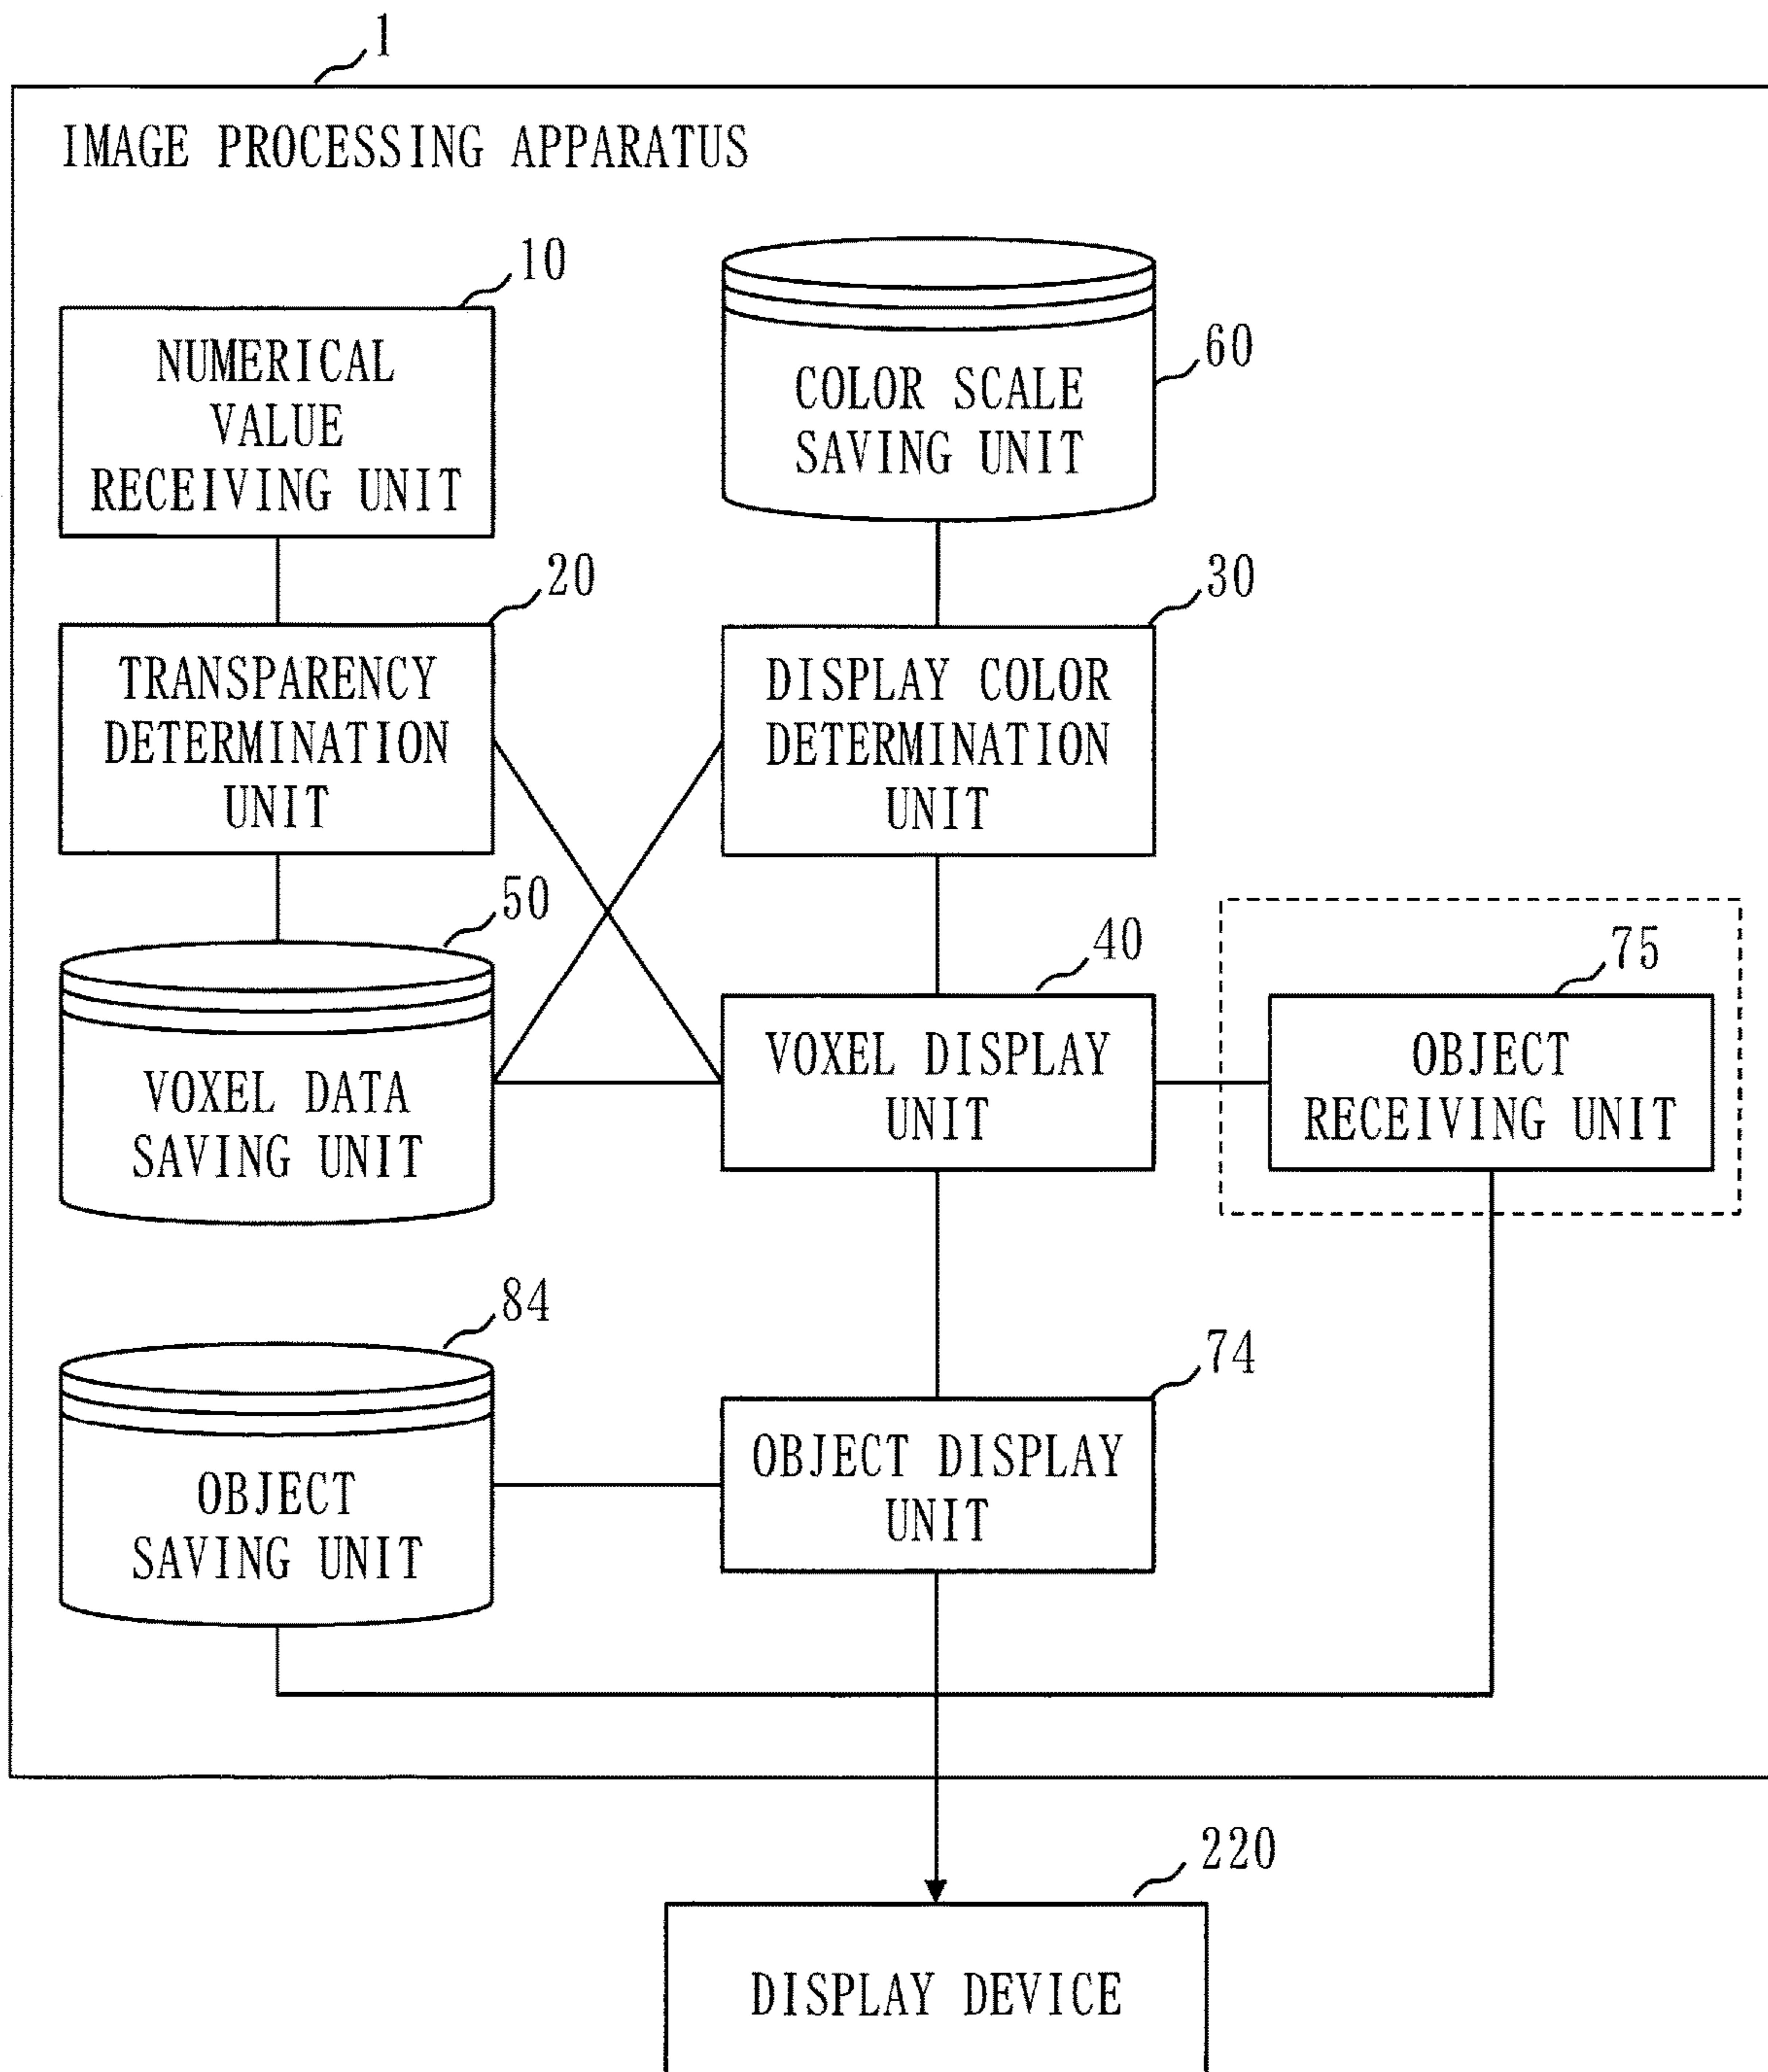 1
IMAGE PROCESSING APPARATUS
10
NUMERICAL
VALUE
RECEIVING UNIT
60
COLOR SCALE
SAVING UNIT
20
TRANSPARENCY
DETERMINATION
UNIT
30
DISPLAY COLOR
DETERMINATION
UNIT
50
VOXEL DATA
SAVING UNIT
40
VOXEL DISPLAY
UNIT
75
OBJECT
RECEIVING UNIT
84
OBJECT
SAVING UNIT
74
OBJECT DISPLAY
UNIT
220
DISPLAY DEVICE